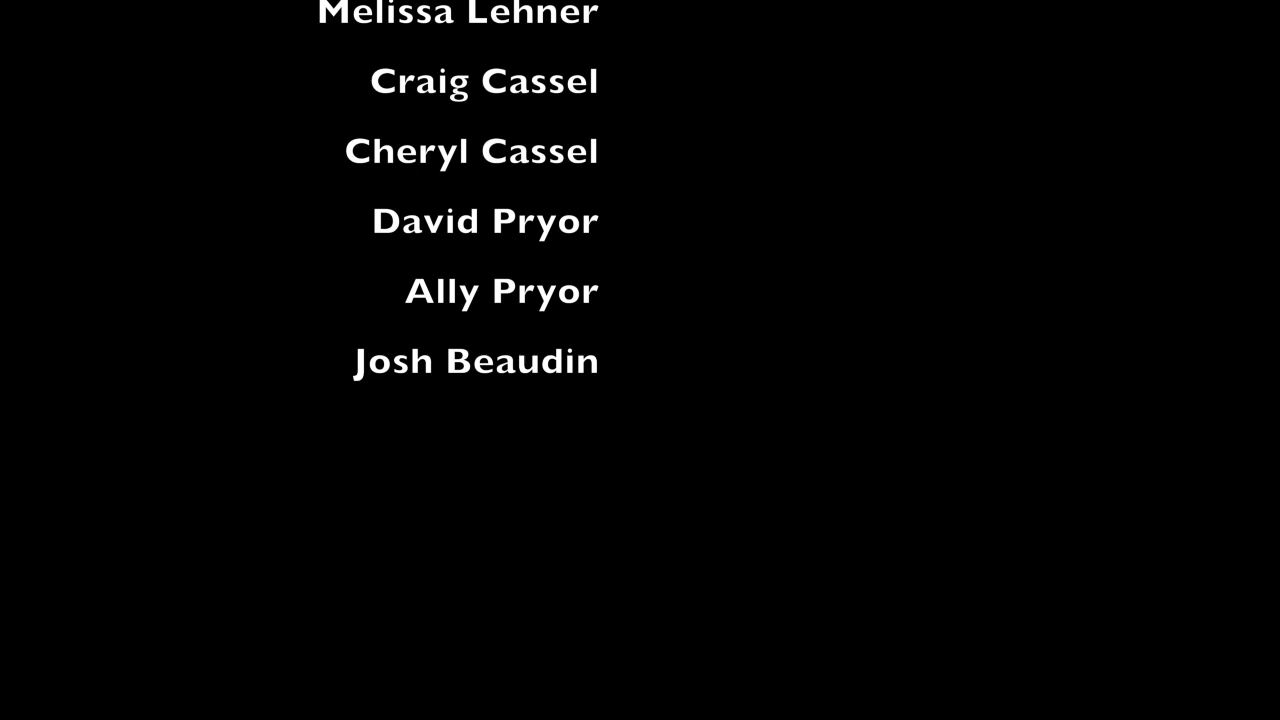 Melissa Lehner
Craig Cassel
Cheryl Cassel
David Pryor
Ally Pryor
Josh Beaudin